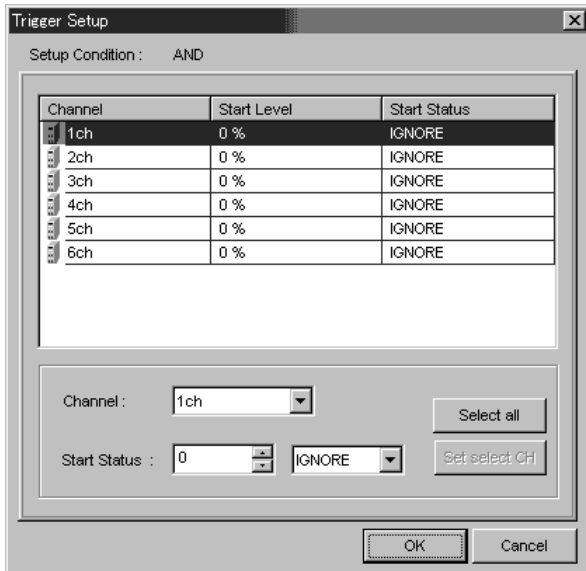 Trigger Setup
Setup Condition : AND
Channel Start Level Start Status
1ch 0 % IGNORE
2ch 0 % IGNORE
3ch 0 % IGNORE
4ch 0 % IGNORE
5ch 0 % IGNORE
6ch 0 % IGNORE
Channel : 1ch
Select all
Start Status : 0 IGNORE Set select CH
OK Cancel